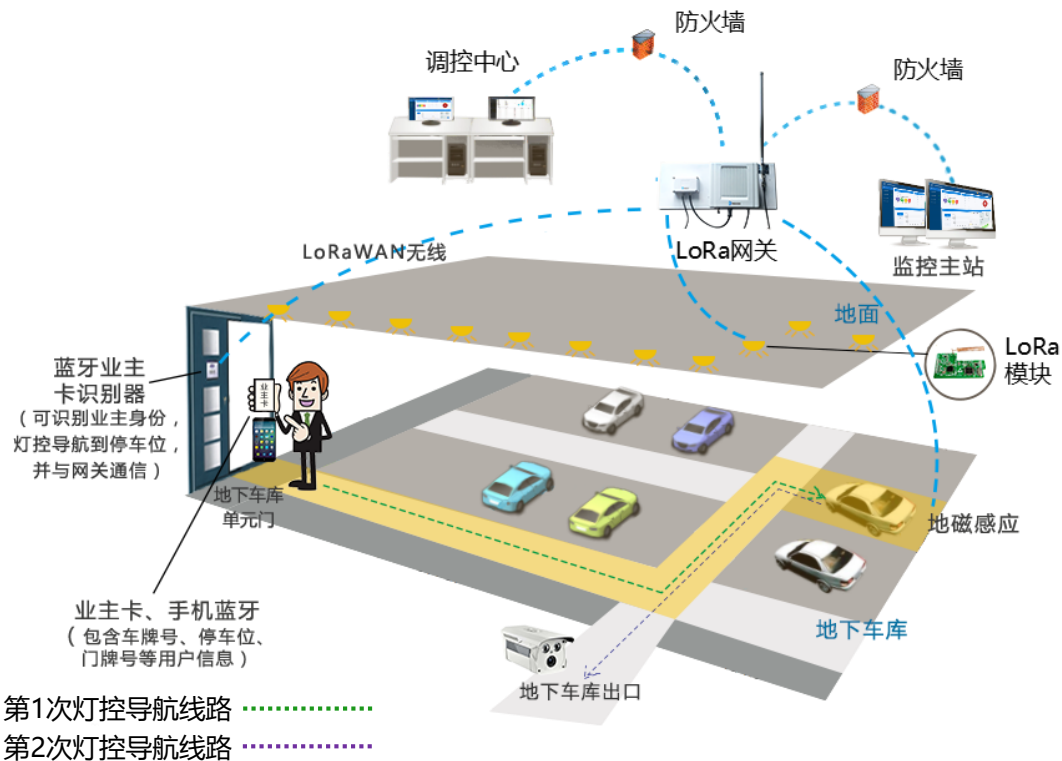 防火墙
调控中心
防火墙
LoRaWAN无线
LoRa网关
监控主站
地面
LoRa
模块
蓝牙业主
卡识别器
（可识别业主身份，
灯控导航到停车位，
并与网关通信）
业主卡
地下车库
单元门
地磁感应
业主卡、手机蓝牙
（包含车牌号、停车位、
门牌号等用户信息）
地下车库
地下车库出口
第1次灯控导航线路
第2次灯控导航线路